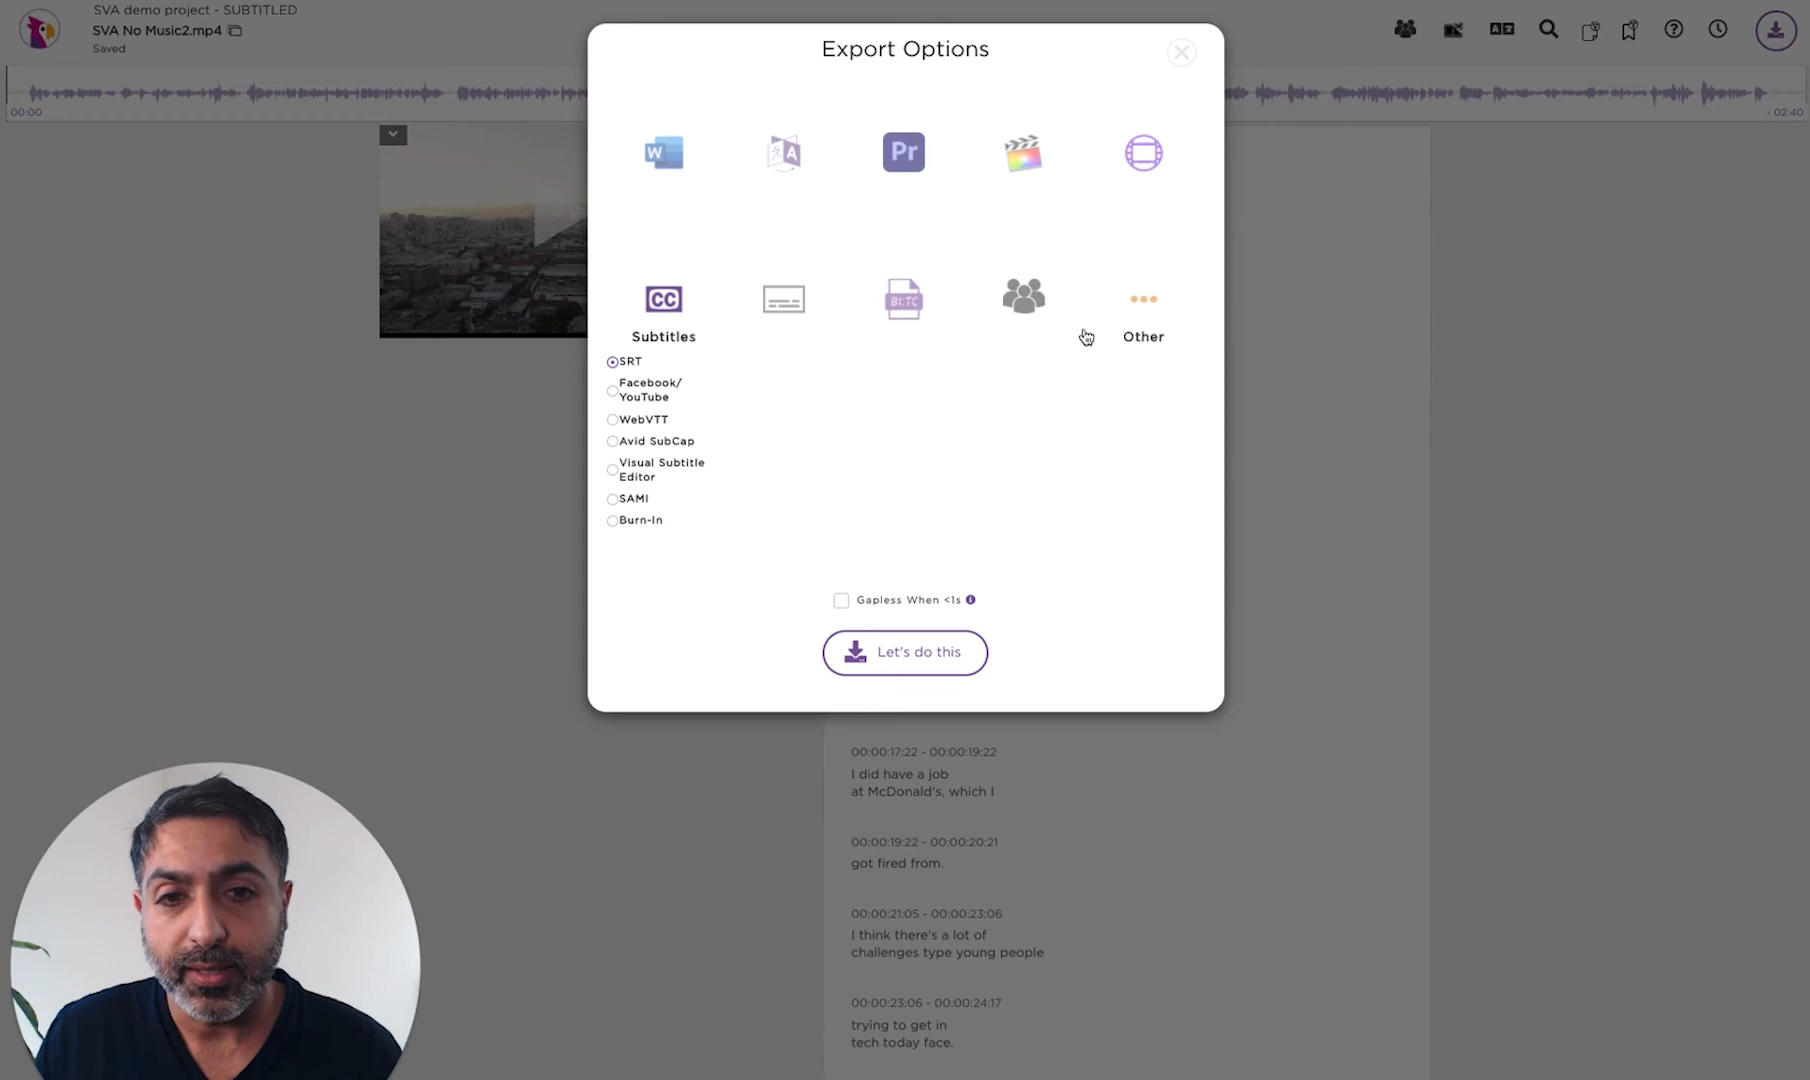 SVA demo project - SUBTITLED
SVA No Music2.mp4
Saved
00:00
- 02:40
Export Options
W
A
Pr
CC
BITC
Subtitles
Other
SRT
Facebook/
YouTube
WebVTT
Avid SubCap
Visual Subtitle
Editor
SAMI
Burn-In
Gapless When <1s
Let's do this
00:00:17:22 - 00:00:19:22
I did have a job
at McDonald's, which I
00:00:19:22 - 00:00:20:21
got fired from.
00:00:21:05 - 00:00:23:06
I think there's a lot of
challenges type young people
00:00:23:06 - 00:00:24:17
trying to get in
tech today face.